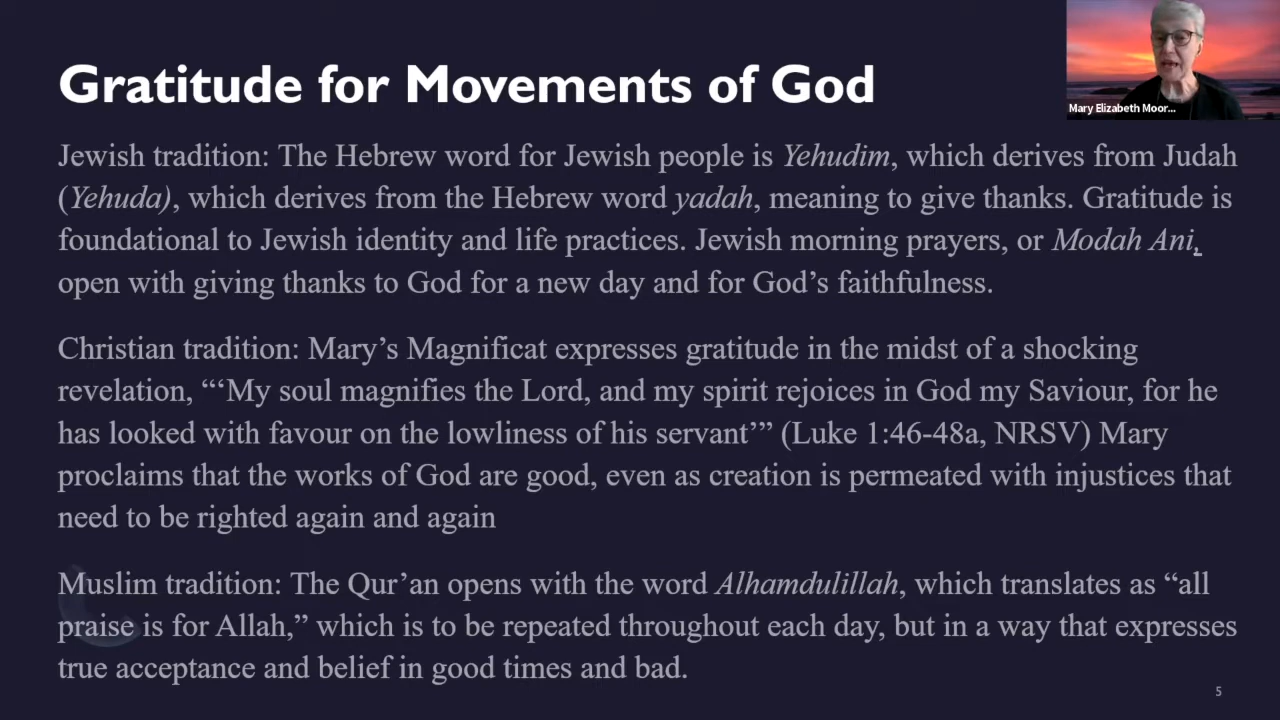 Gratitude for Movements of God
Mary Elizabeth Moor...
Jewish tradition: The Hebrew word for Jewish people is Yehudim, which derives from Judah
(Yehuda), which derives from the Hebrew word yadah, meaning to give thanks. Gratitude is
foundational to Jewish identity and life practices. Jewish morning prayers, or Modah Ani,
open with giving thanks to God for a new day and for God’s faithfulness.
Christian tradition: Mary’s Magnificat expresses gratitude in the midst of a shocking
revelation, “‘My soul magnifies the Lord, and my spirit rejoices in God my Saviour, for he
has looked with favour on the lowliness of his servant’” (Luke 1:46-48a, NRSV) Mary
proclaims that the works of God are good, even as creation is permeated with injustices that
need to be righted again and again
Muslim tradition: The Qur’an opens with the word Alhamdulillah, which translates as “all
praise is for Allah,” which is to be repeated throughout each day, but in a way that expresses
true acceptance and belief in good times and bad.
5